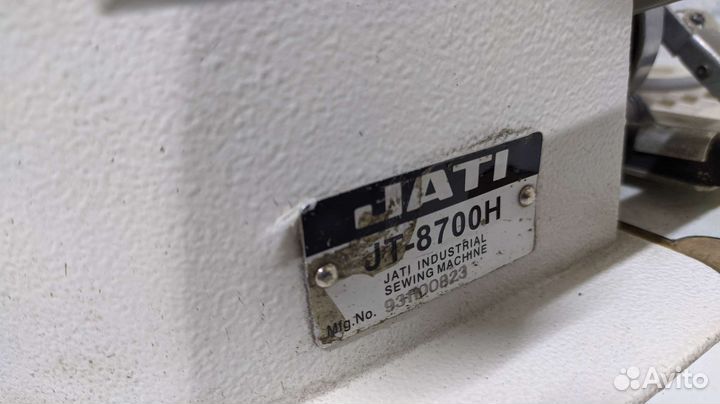 JATI
JT-8700H
JATI INDUSTRIAL
SEWING MACHINE
Mfg.No.
Avito